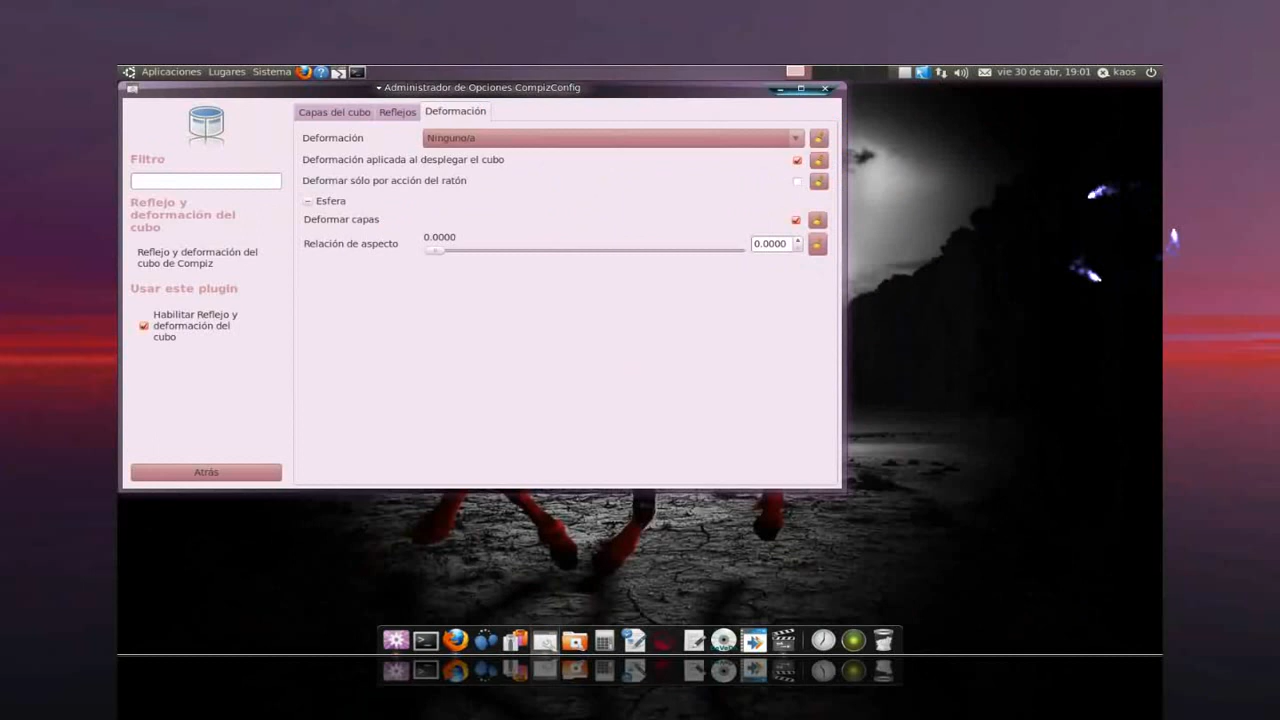 Aplicaciones Lugares Sistema
vie 30 de abr, 19:01 kaos
Administrador de Opciones CompizConfig
Filtro
Reflejo y
deformación del
cubo
Reflejo y deformación del
cubo de Compiz
Usar este plugin
Habilitar Reflejo y
deformación del
cubo
Atrás
Capas del cubo Reflejos Deformación
Deformación Ninguno/a
Deformación aplicada al desplegar el cubo
Deformar sólo por acción del ratón
Esfera
Deformar capas
Relación de aspecto 0.0000 0.0000